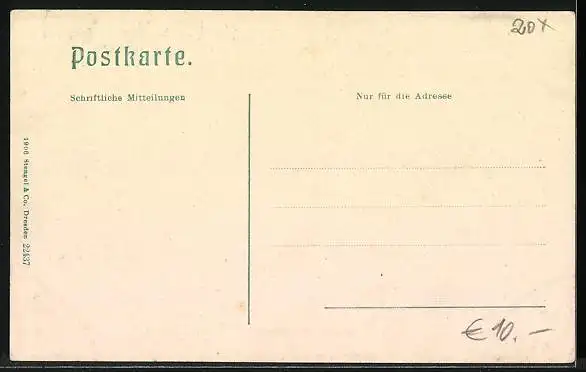 20x
Postkarte.
Schriftliche Mitteilungen
Nur für die Adresse
1906 Stengel & Co., Dresden 22437
€ 10.—